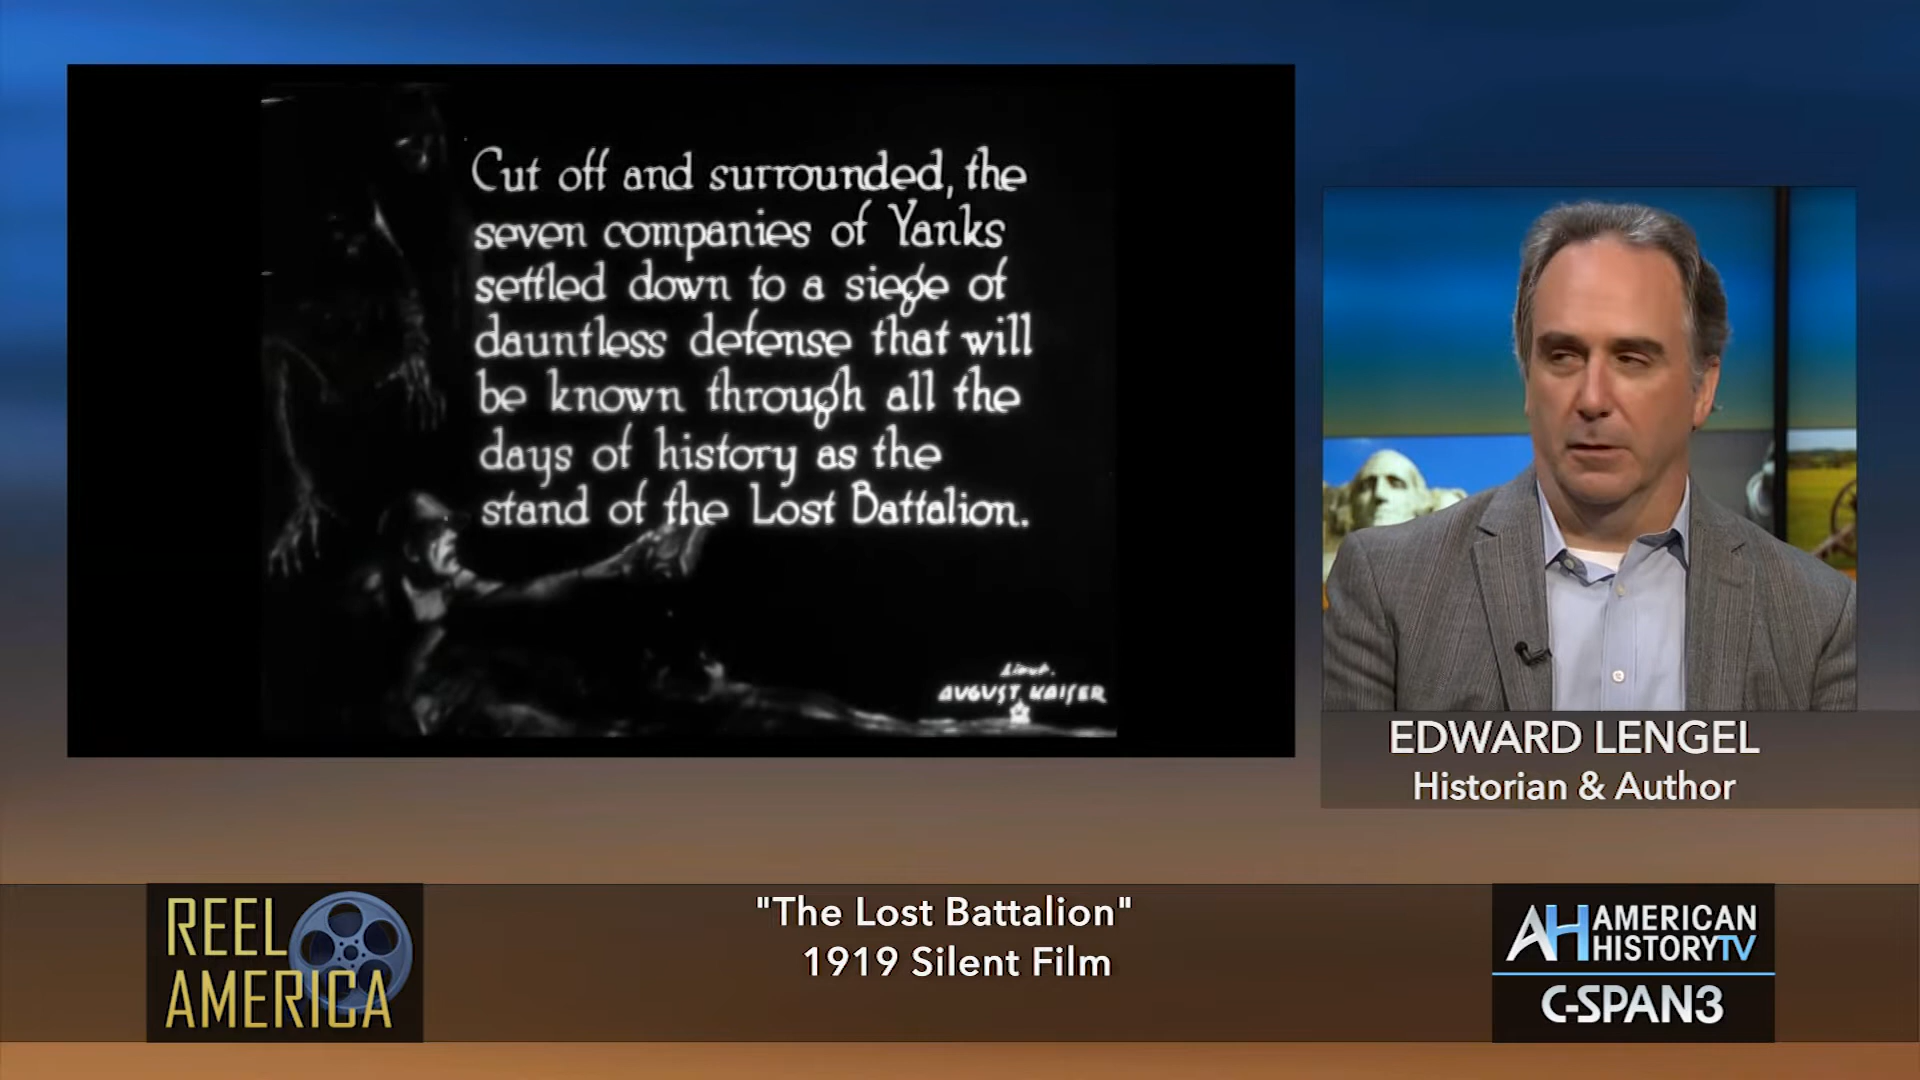 Cut off and surrounded, the
seven companies of Yanks
settled down to a siege of
dauntless defense that will
be known through all the
days of history as the
stand of the Lost Battalion.
Lieut.
AUGUST KAISER
EDWARD LENGEL
Historian & Author
REEL
AMERICA
"The Lost Battalion"
1919 Silent Film
AH AMERICAN
HISTORYTV
C-SPAN3